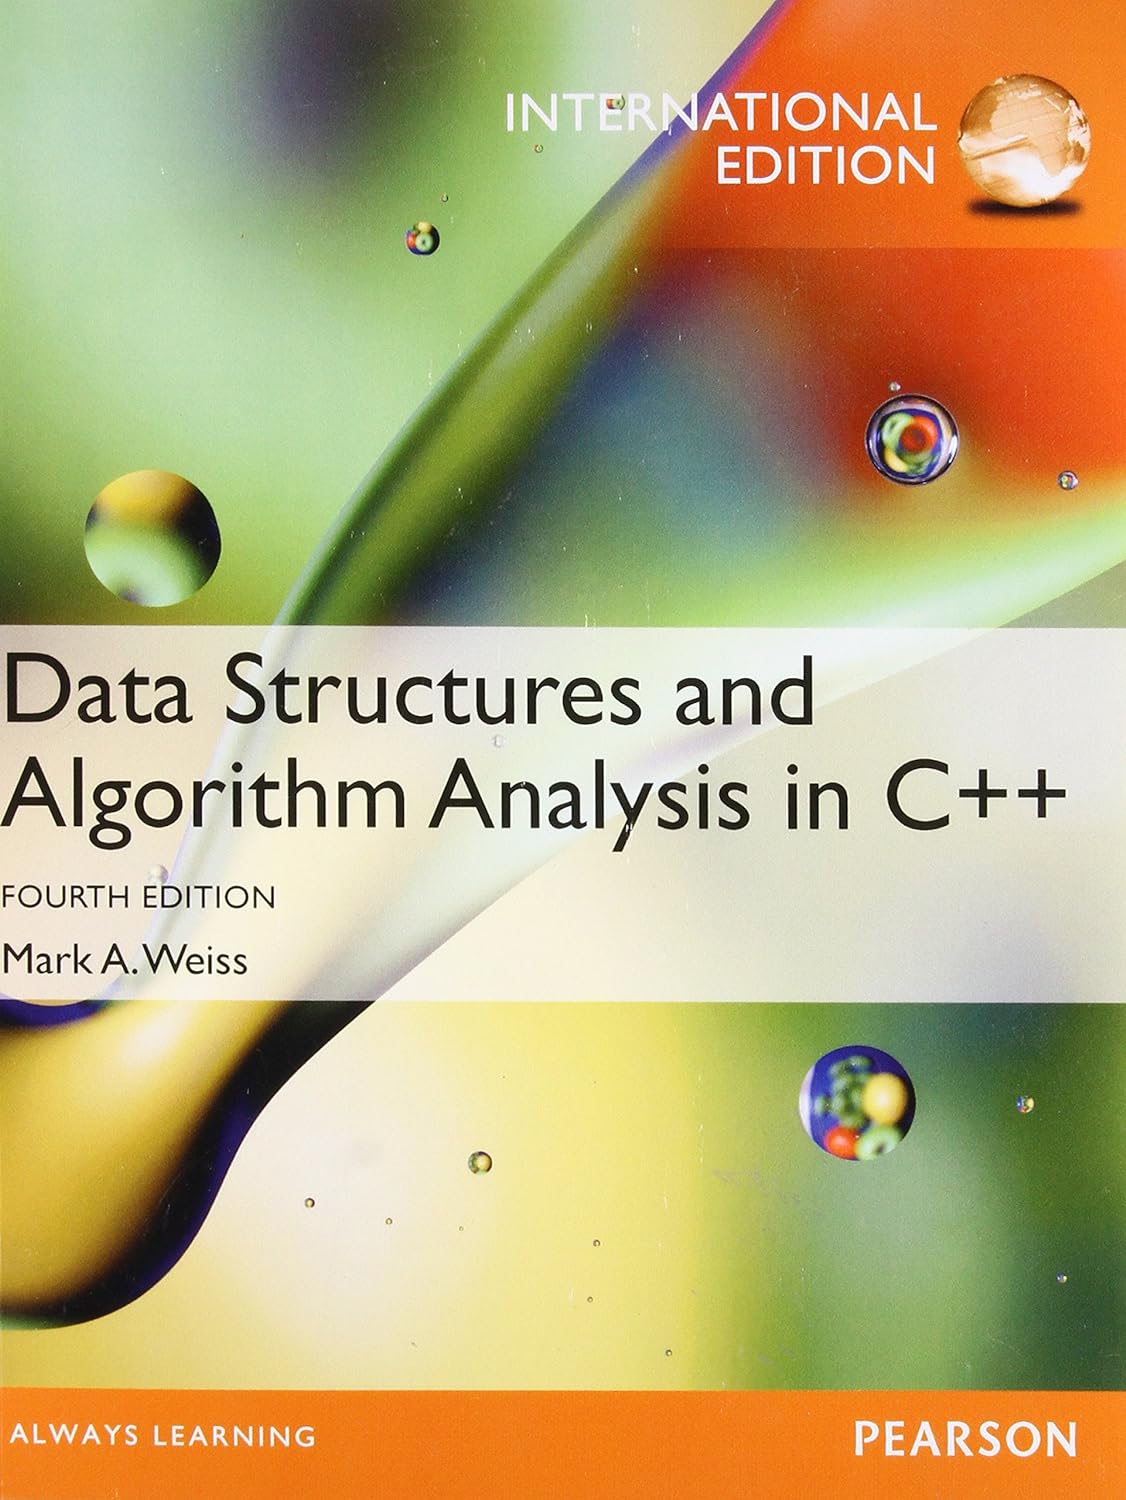 INTERNATIONAL
EDITION
Data Structures and
Algorithm Analysis in C++
FOURTH EDITION
Mark A. Weiss
ALWAYS LEARNING
PEARSON